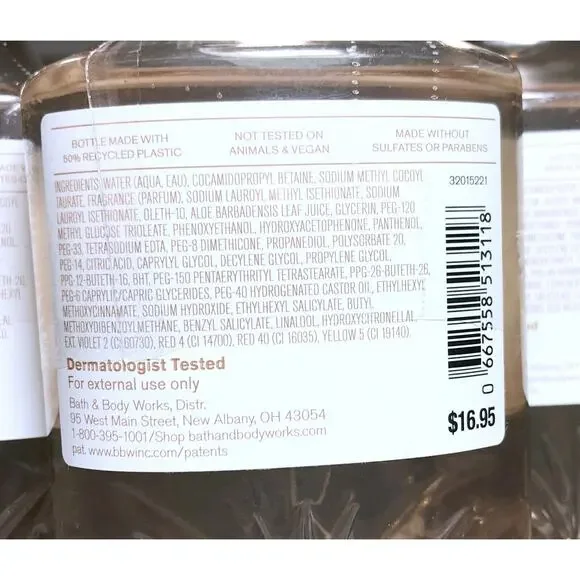 BOTTLE MADE WITH
50% RECYCLED PLASTIC
NOT TESTED ON
ANIMALS & VEGAN
MADE WITHOUT
SULFATES OR PARABENS
INGREDIENTS: WATER (AQUA, EAU), COCAMIDOPROPYL BETAINE, SODIUM METHYL COCOYL
TAURATE, FRAGRANCE (PARFUM), SODIUM LAUROYL METHYL ISETHIONATE, SODIUM
LAUROYL ISETHIONATE, OLETH-10, ALOE BARBADENSIS LEAF JUICE, GLYCERIN, PEG-120
METHYL GLUCOSE TRIOLEATE, PHENOXYETHANOL, HYDROXYACETOPHENONE, PANTHENOL,
PEG-33, TETRASODIUM EDTA, PEG-8 DIMETHICONE, PROPANEDIOL, POLYSORBATE 20,
PEG-14, CITRIC ACID, CAPRYLYL GLYCOL, DECYLENE GLYCOL, PROPYLENE GLYCOL,
PPG-12-BUTETH-16, BHT, PEG-150 PENTAERYTHRITYL TETRASTEARATE, PPG-26-BUTETH-26,
PEG-6 CAPRYLIC/CAPRIC GLYCERIDES, PEG-40 HYDROGENATED CASTOR OIL, ETHYLHEXYL
METHOXYCINNAMATE, SODIUM HYDROXIDE, ETHYLHEXYL SALICYLATE, BUTYL
METHOXYDIBENZOYLMETHANE, BENZYL SALICYLATE, LINALOOL, HYDROXYCITRONELLAL,
EXT. VIOLET 2 (CI 60730), RED 4 (CI 14700), RED 40 (CI 16035), YELLOW 5 (CI 19140).
Dermatologist Tested
For external use only
Bath & Body Works, Distr.
95 West Main Street, New Albany, OH 43054
1-800-395-1001/Shop bathandbodyworks.com
pat. www.bbwinc.com/patents
32015221
0 667558 513118
$16.95